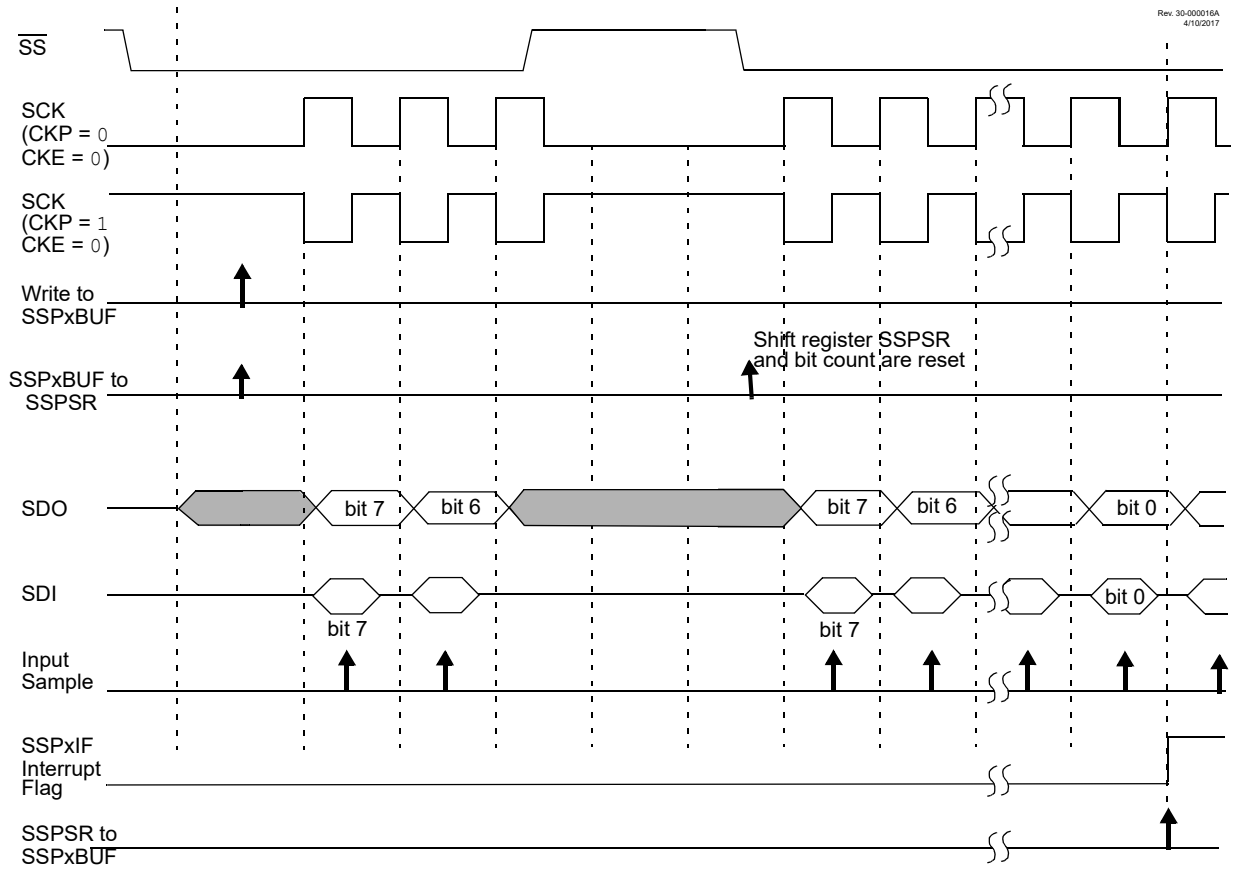 Rev. 30-000016A
4/10/2017
SS
SCK
(CKP = 0
CKE = 0)
SCK
(CKP = 1
CKE = 0)
Write to
SSPxBUF
Shift register SSPSR
and bit count are reset
SSPxBUF to
SSPSR
SDO
bit 7
bit 6
bit 7
bit 6
bit 0
SDI
bit 0
bit 7
bit 7
Input
Sample
SSPxIF
Interrupt
Flag
SSPSR to
SSPxBUF